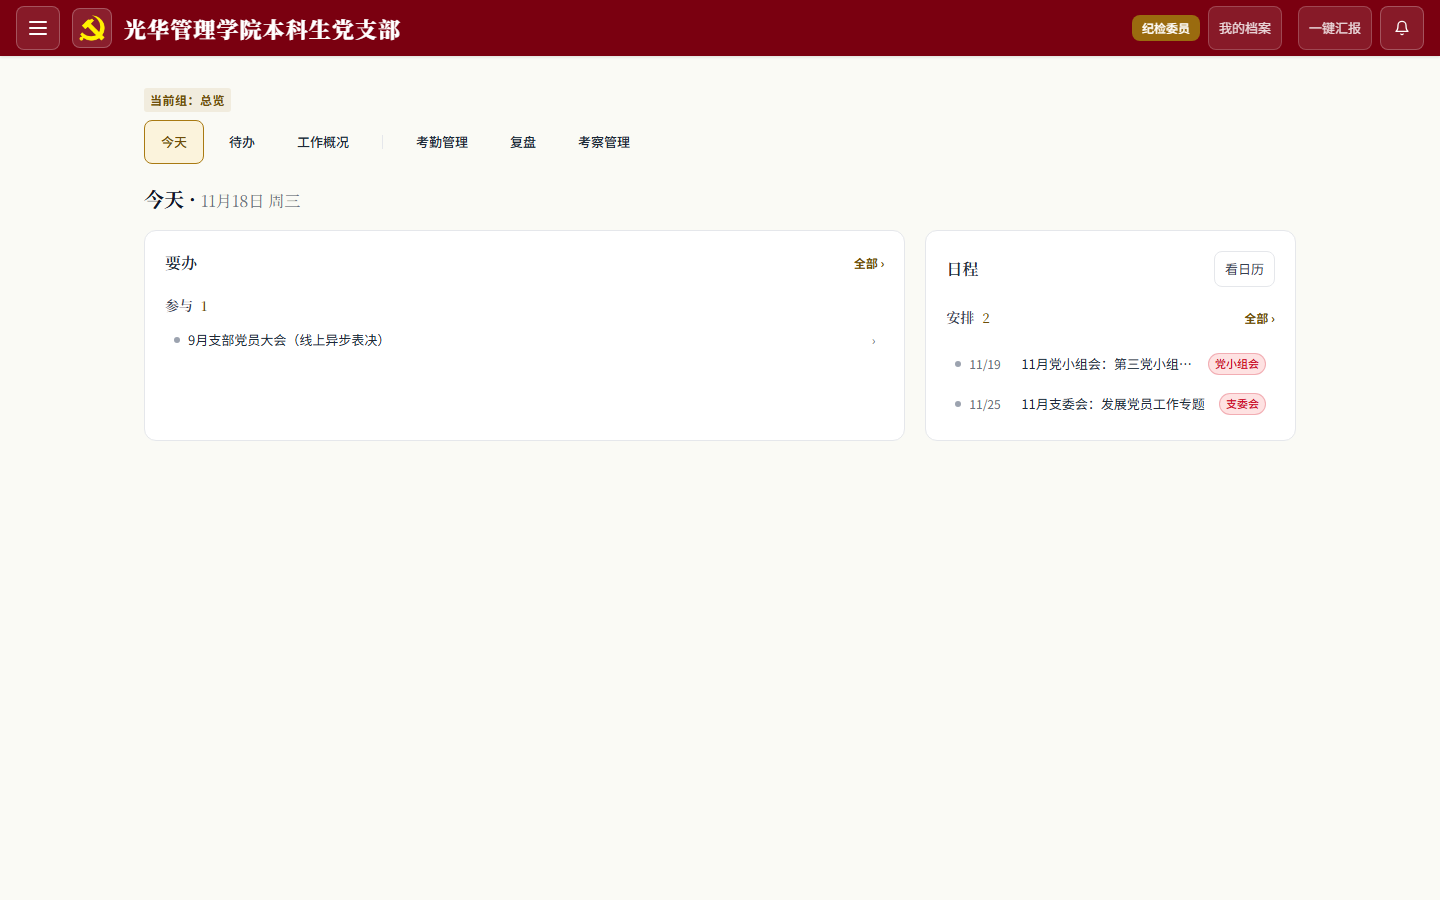 光华管理学院本科生党支部
纪检委员
我的档案
一键汇报
当前组：总览
今天
待办
工作概况
考勤管理
复盘
考察管理
今天 · 11月18日 周三
要办
全部 ›
参与 1
9月支部党员大会（线上异步表决） ›
日程
看日历
安排 2
全部 ›
11/19 11月党小组会：第三党小组… 党小组会
11/25 11月支委会：发展党员工作专题 支委会